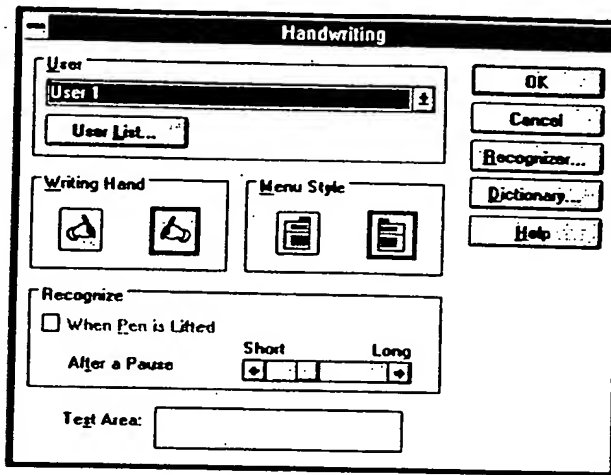 Handwriting
User
User 1
User List...
OK
Cancel
Recognizer...
Dictionary...
Help
Writing Hand
Menu Style
Recognize
When Pen is Lifted
After a Pause
Short Long
Test Area: